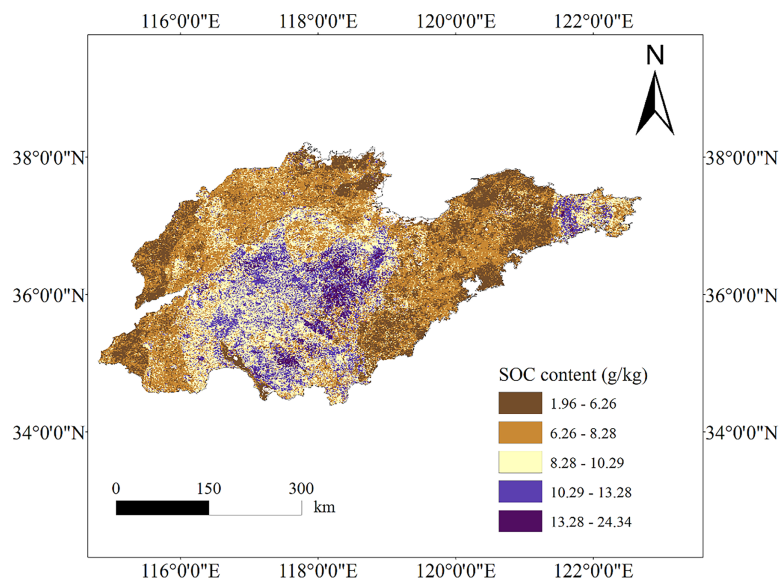 116°0'0"E 118°0'0"E 120°0'0"E 122°0'0"E
N
38°0'0"N 38°0'0"N
36°0'0"N 36°0'0"N
SOC content (g/kg)
1.96 - 6.26
6.26 - 8.28
34°0'0"N 34°0'0"N
8.28 - 10.29
0 150 300
10.29 - 13.28
km
13.28 - 24.34
116°0'0"E 118°0'0"E 120°0'0"E 122°0'0"E